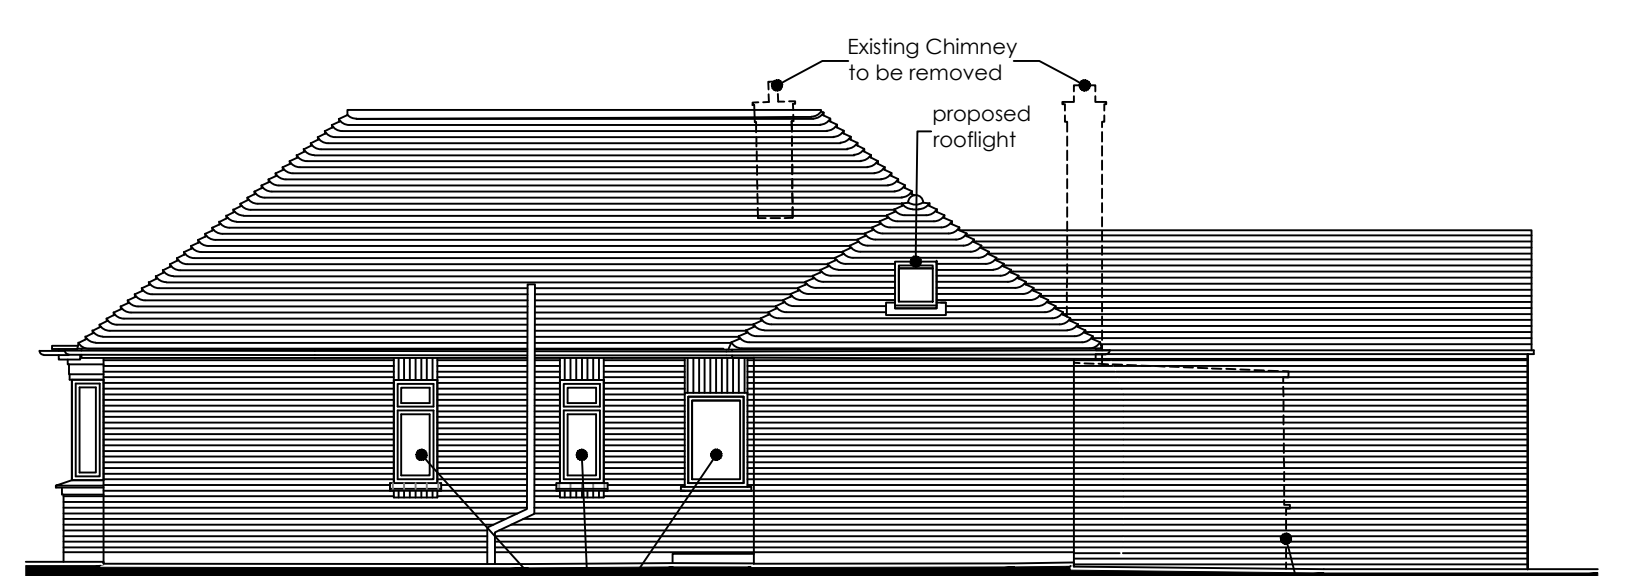 Existing Chimney
to be removed
proposed
rooflight